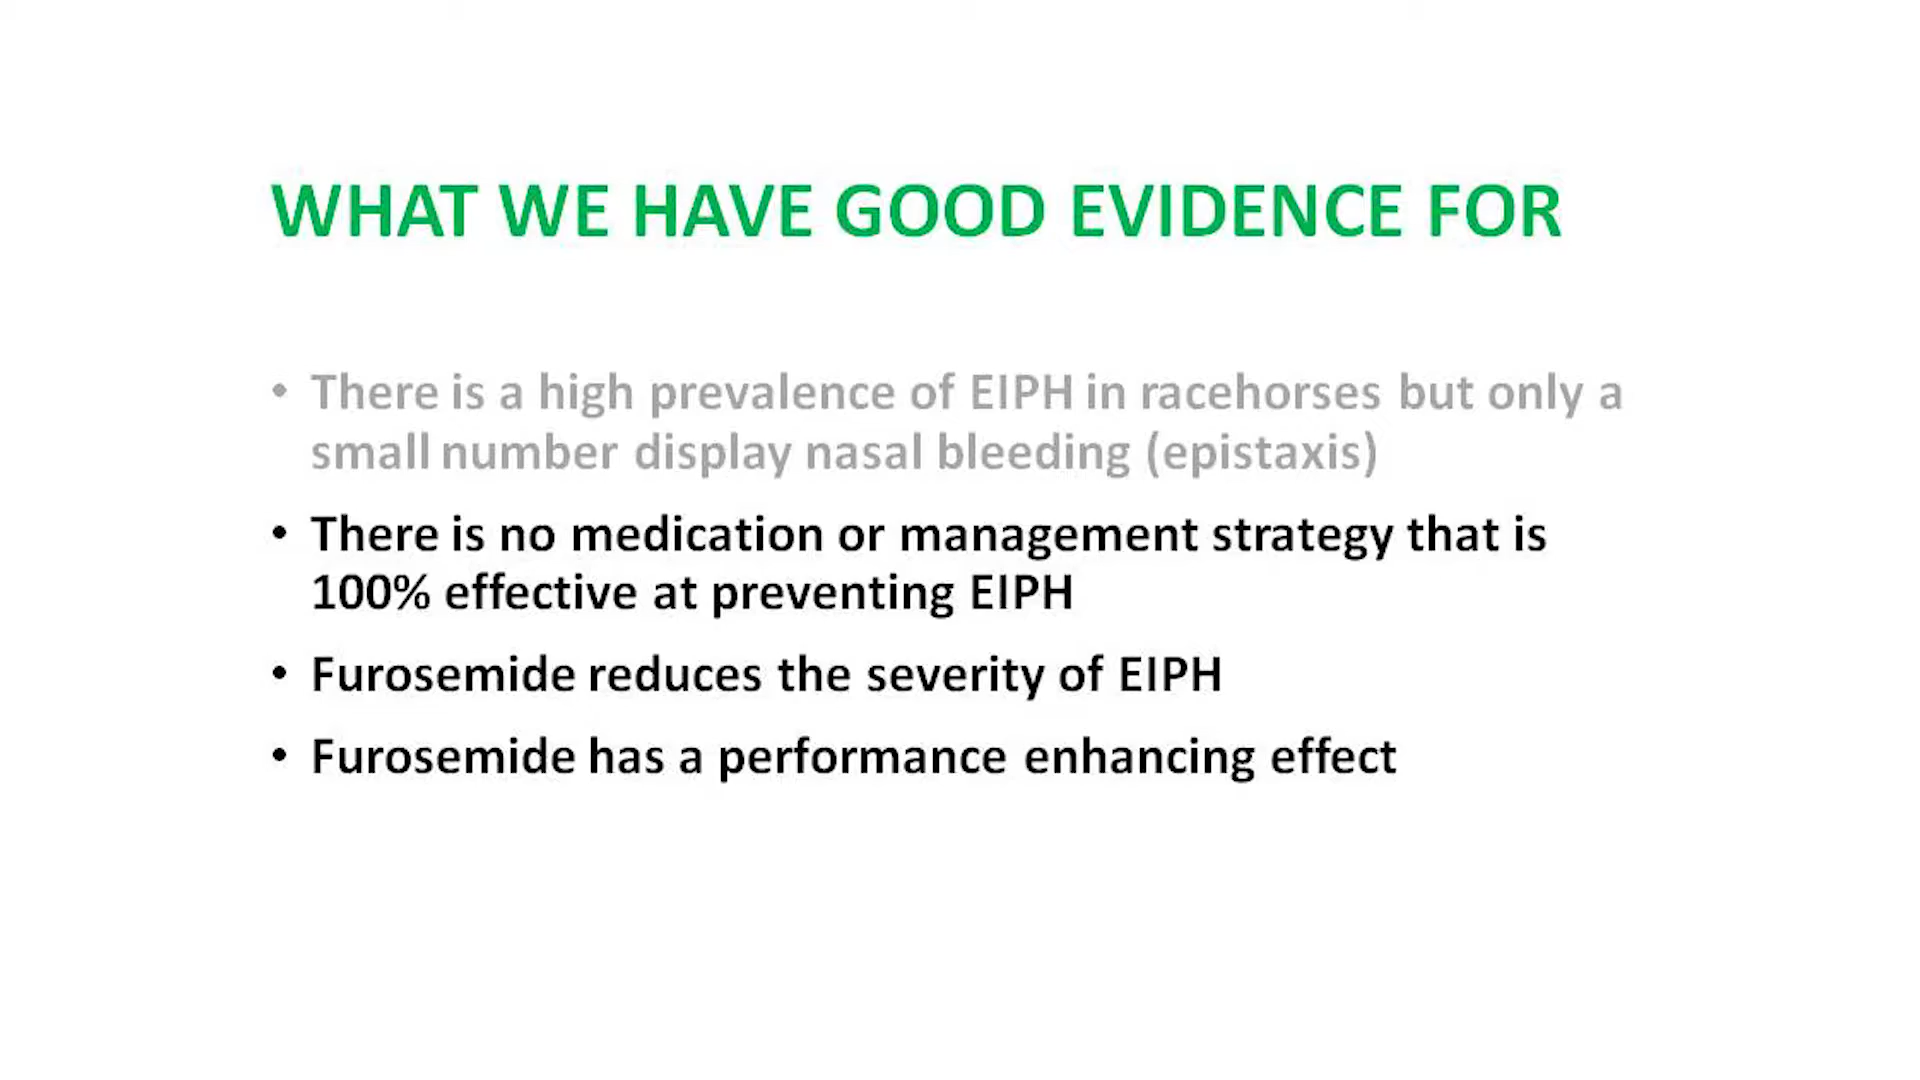 WHAT WE HAVE GOOD EVIDENCE FOR
• There is a high prevalence of EIPH in racehorses but only a
small number display nasal bleeding (epistaxis)
• There is no medication or management strategy that is
100% effective at preventing EIPH
• Furosemide reduces the severity of EIPH
• Furosemide has a performance enhancing effect